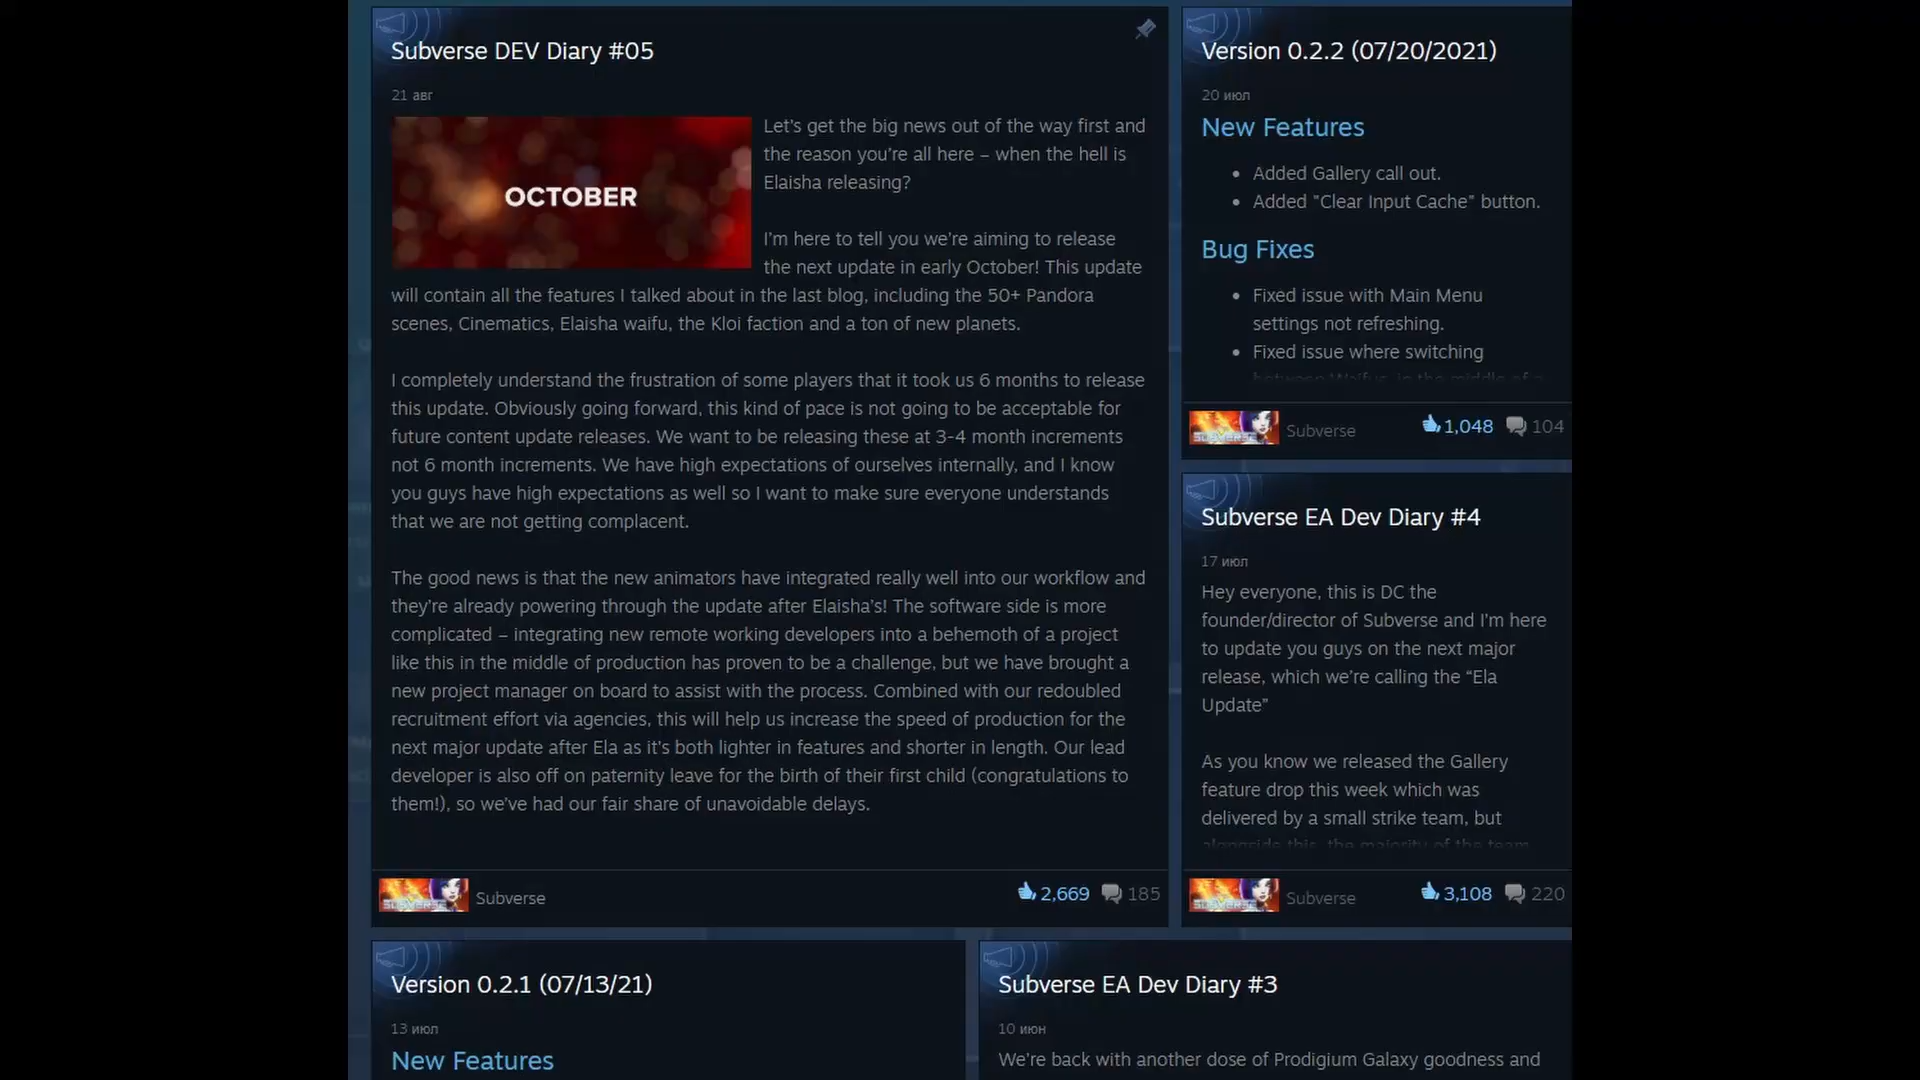 Subverse DEV Diary #05
21 авг
OCTOBER
Let's get the big news out of the way first and
the reason you're all here – when the hell is
Elaisha releasing?
I'm here to tell you we're aiming to release
the next update in early October! This update
will contain all the features I talked about in the last blog, including the 50+ Pandora
scenes, Cinematics, Elaisha waifu, the Kloi faction and a ton of new planets.
I completely understand the frustration of some players that it took us 6 months to release
this update. Obviously going forward, this kind of pace is not going to be acceptable for
future content update releases. We want to be releasing these at 3-4 month increments
not 6 month increments. We have high expectations of ourselves internally, and I know
you guys have high expectations as well so I want to make sure everyone understands
that we are not getting complacent.
The good news is that the new animators have integrated really well into our workflow and
they're already powering through the update after Elaisha's! The software side is more
complicated – integrating new remote working developers into a behemoth of a project
like this in the middle of production has proven to be a challenge, but we have brought a
new project manager on board to assist with the process. Combined with our redoubled
recruitment effort via agencies, this will help us increase the speed of production for the
next major update after Ela as it's both lighter in features and shorter in length. Our lead
developer is also off on paternity leave for the birth of their first child (congratulations to
them!), so we've had our fair share of unavoidable delays.
SUBVERSE
Subverse
2,669
185
Version 0.2.2 (07/20/2021)
20 июл
New Features
• Added Gallery call out.
• Added "Clear Input Cache" button.
Bug Fixes
• Fixed issue with Main Menu
settings not refreshing.
• Fixed issue where switching
between Waifus, in the middle of a
SUBVERSE
Subverse
1,048
104
Subverse EA Dev Diary #4
17 июл
Hey everyone, this is DC the
founder/director of Subverse and I'm here
to update you guys on the next major
release, which we're calling the “Ela
Update”
As you know we released the Gallery
feature drop this week which was
delivered by a small strike team, but
alongside this, the majority of the team
SUBVERSE
Subverse
3,108
220
Version 0.2.1 (07/13/21)
13 июл
New Features
Subverse EA Dev Diary #3
10 июн
We're back with another dose of Prodigium Galaxy goodness and